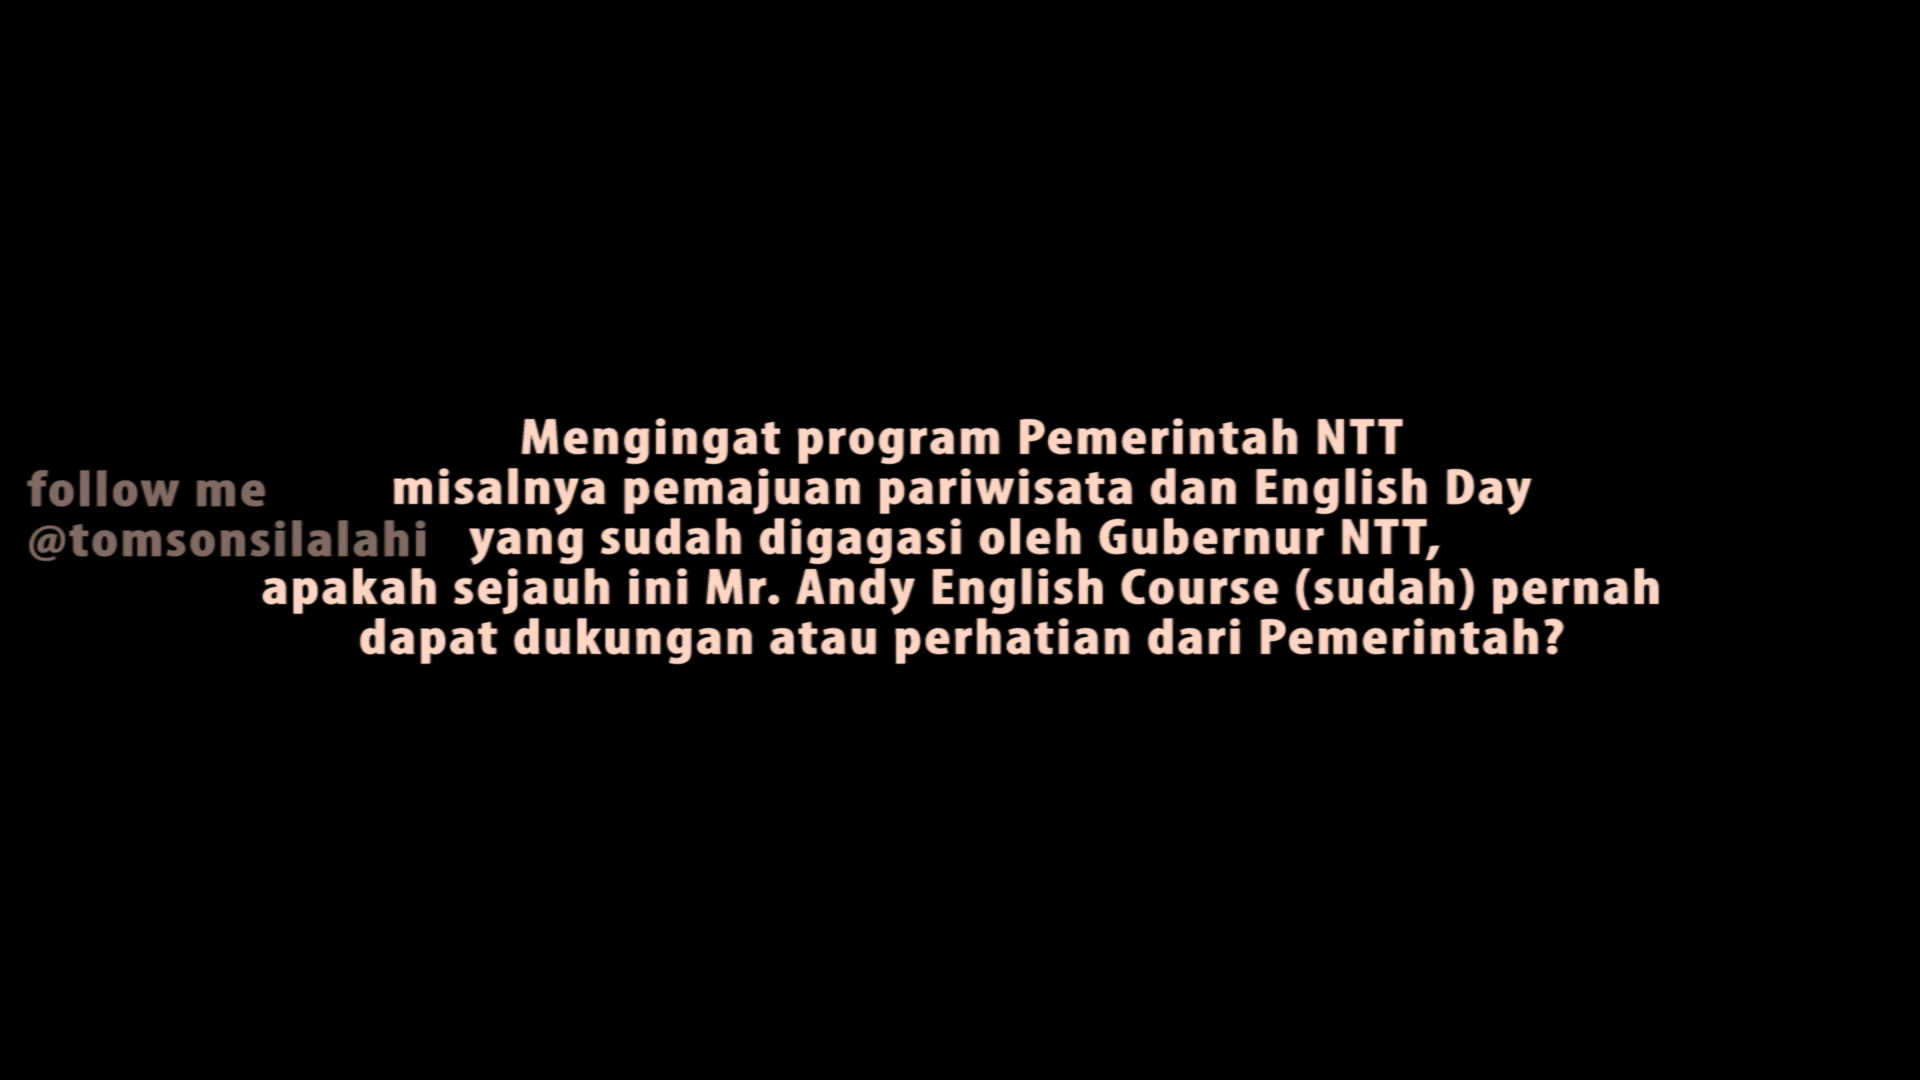 Mengingat program Pemerintah NTT
misalnya pemajuan pariwisata dan English Day
yang sudah digagasi oleh Gubernur NTT,
apakah sejauh ini Mr. Andy English Course (sudah) pernah
dapat dukungan atau perhatian dari Pemerintah?
follow me
@tomsonsilalahi